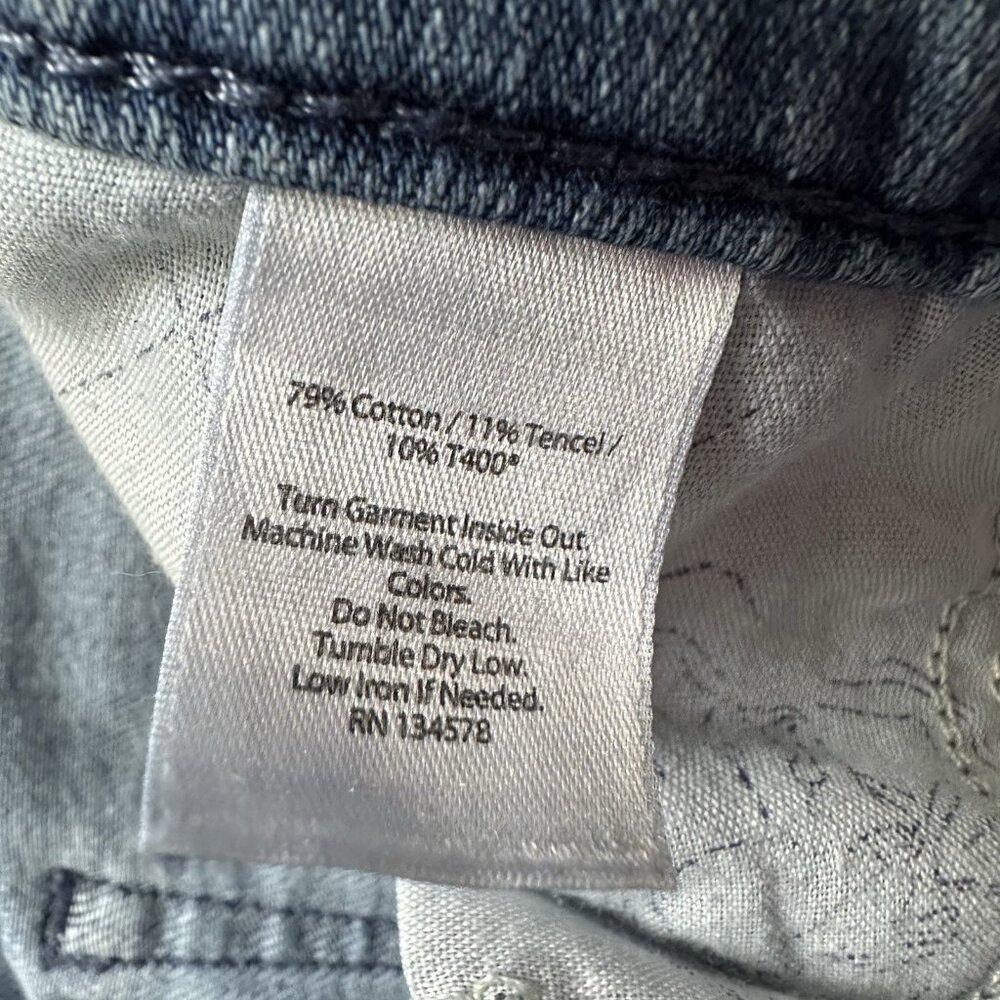 79% Cotton / 11% Tencel /
10% T400®
Turn Garment Inside Out.
Machine Wash Cold With Like
Colors.
Do Not Bleach.
Tumble Dry Low.
Low Iron If Needed.
RN 134578